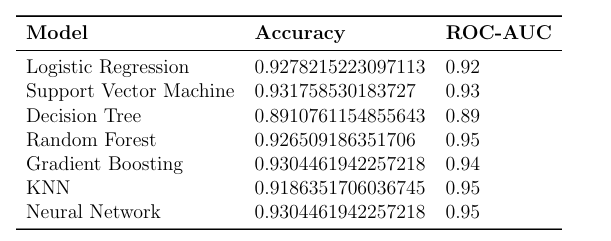 Model Accuracy ROC-AUC
Logistic Regression 0.9278215223097113 0.92
Support Vector Machine 0.931758530183727 0.93
Decision Tree 0.8910761154855643 0.89
Random Forest 0.926509186351706 0.95
Gradient Boosting 0.9304461942257218 0.94
KNN 0.9186351706036745 0.95
Neural Network 0.9304461942257218 0.95